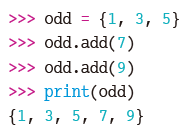 >>> odd = {1, 3, 5}
>>> odd.add(7)
>>> odd.add(9)
>>> print(odd)
{1, 3, 5, 7, 9}